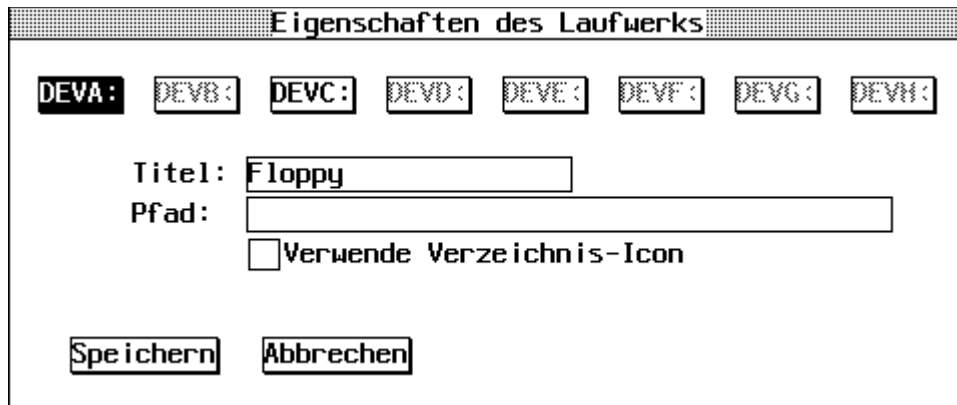 Eigenschaften des Laufwerks
DEVA: DEVB: DEVC: DEVD: DEVE: DEVF: DEVG: DEVH:
Titel: Floppy
Pfad:
Verwende Verzeichnis-Icon
Speichern Abbrechen